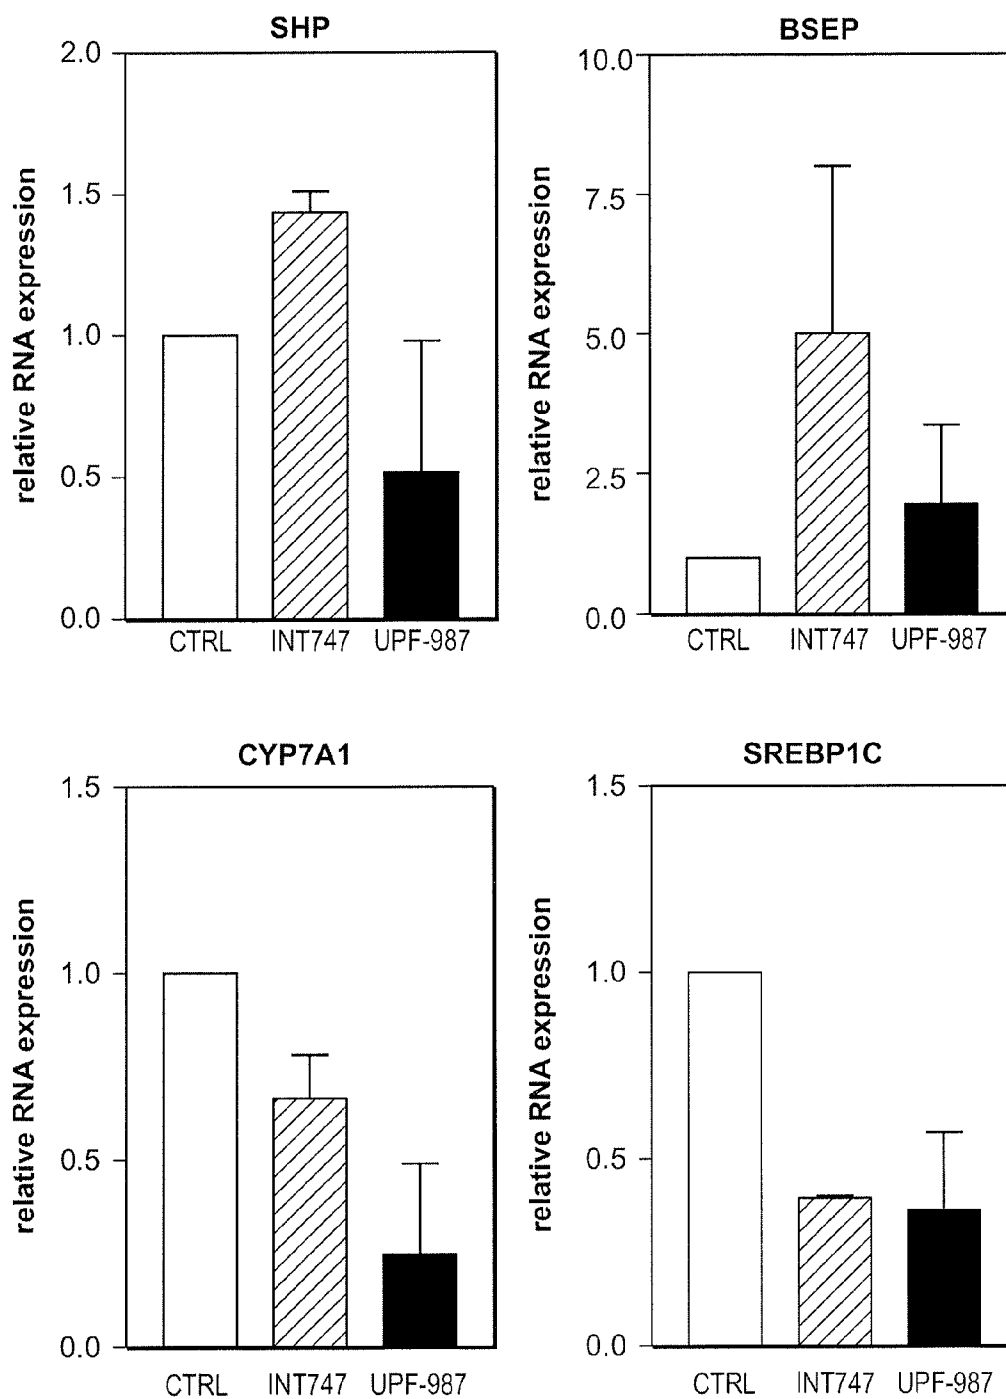 SHP
relative RNA expression
2.0
1.5
1.0
0.5
0.0
CTRL INT747 UPF-987
BSEP
relative RNA expression
10.0
7.5
5.0
2.5
0.0
CTRL INT747 UPF-987
CYP7A1
relative RNA expression
1.5
1.0
0.5
0.0
CTRL INT747 UPF-987
SREBP1C
relative RNA expression
1.5
1.0
0.5
0.0
CTRL INT747 UPF-987